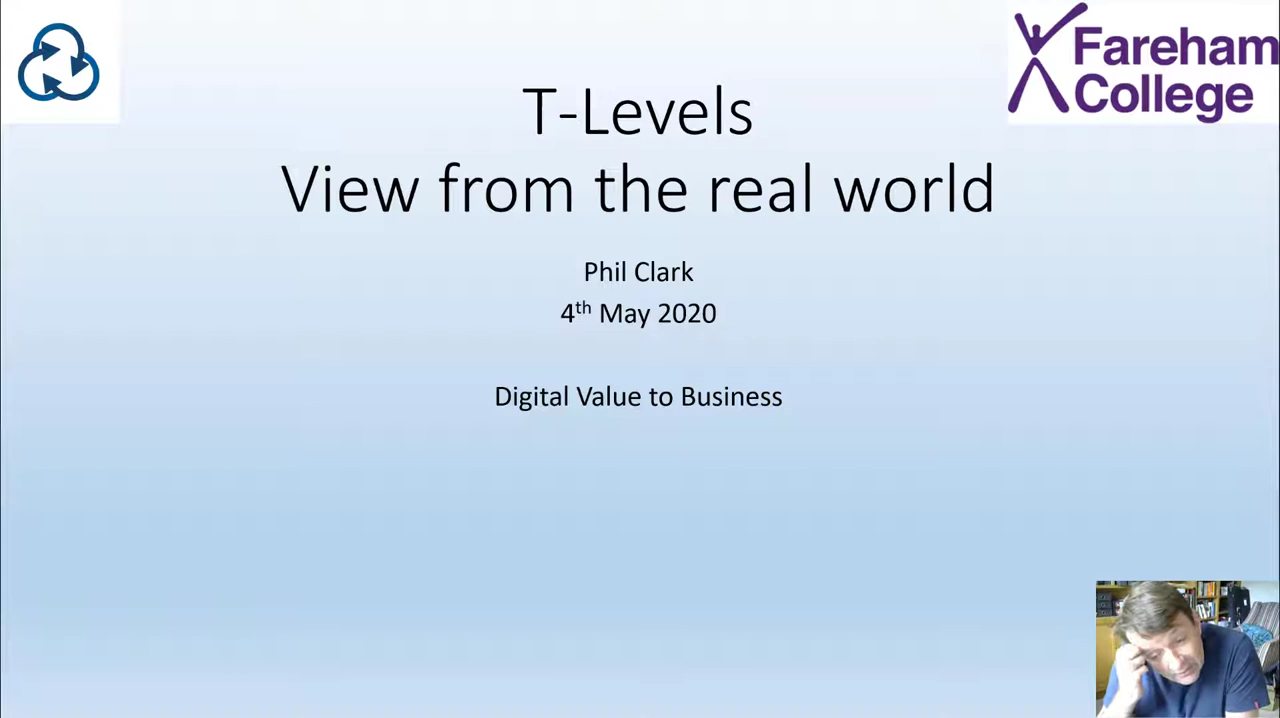 Fareham
College
T-Levels
View from the real world
Phil Clark
4th May 2020
Digital Value to Business